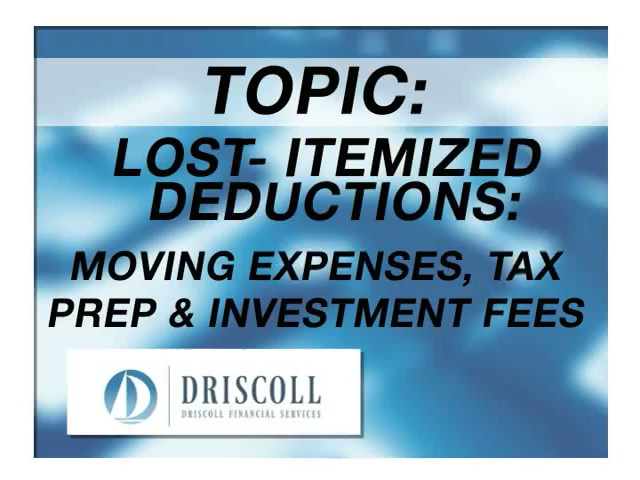 TOPIC:
LOST- ITEMIZED
DEDUCTIONS:
MOVING EXPENSES, TAX
PREP & INVESTMENT FEES
DRISCOLL
DRISCOLL FINANCIAL SERVICES